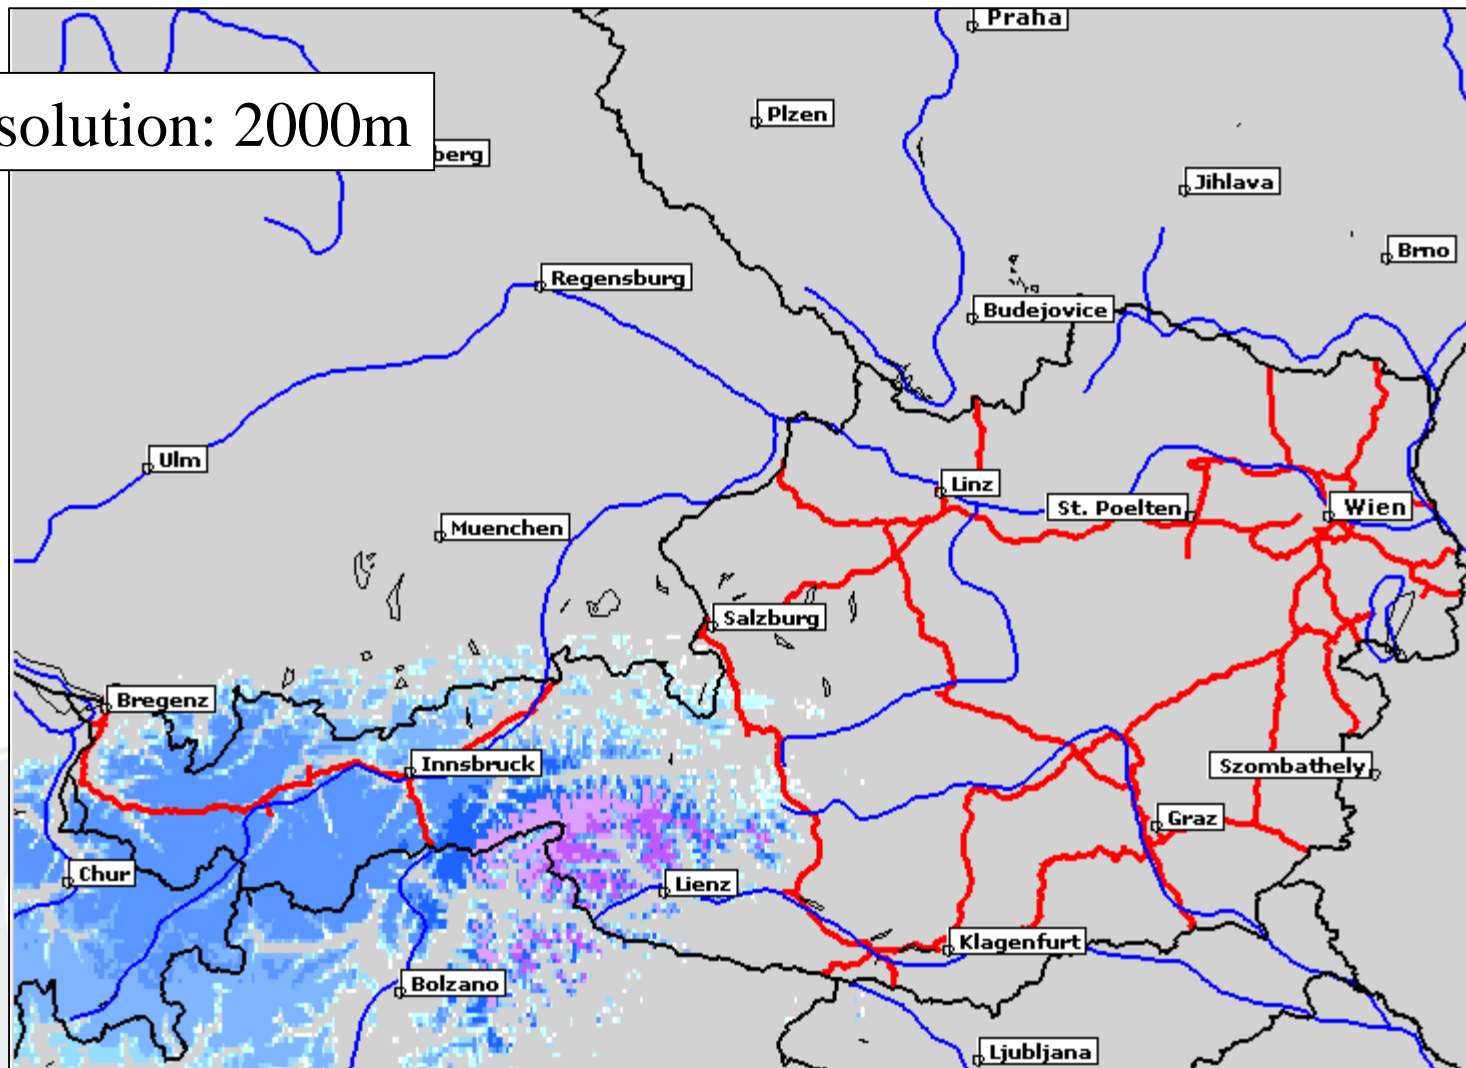 Praha
Plzen
solution: 2000m
berg
Jihlava
Brno
Regensburg
Budejovice
Ulm
Linz
St. Poelten
Wien
Muenchen
Salzburg
Bregenz
Innsbruck
Szombathely
Graz
Chur
Lienz
Klagenfurt
Bolzano
Ljubljana